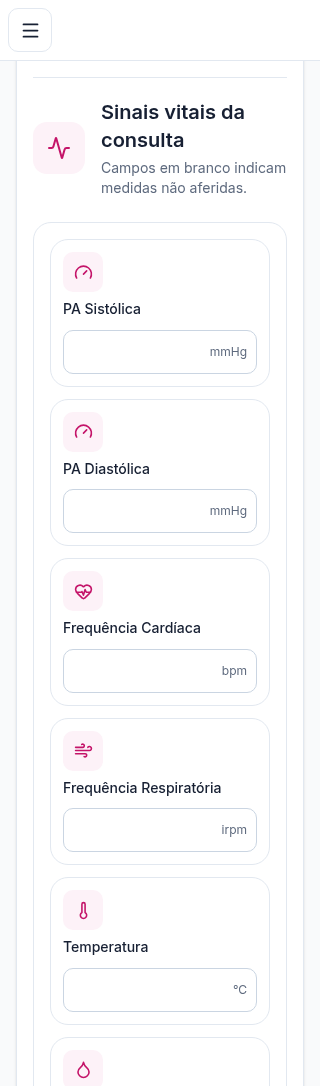 Sinais vitais da
consulta
Campos em branco indicam
medidas não aferidas.
PA Sistólica
mmHg
PA Diastólica
mmHg
Frequência Cardíaca
bpm
Frequência Respiratória
irpm
Temperatura
°C